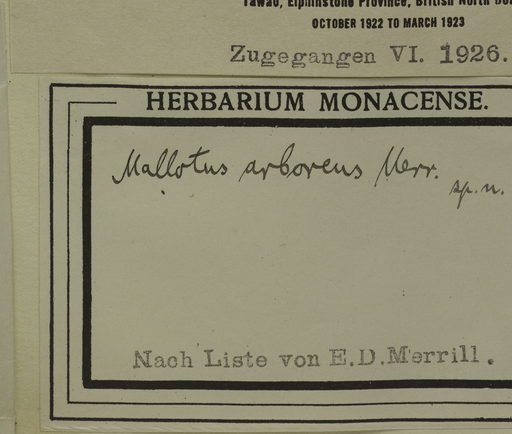 Tawao, Elphinstone Province, British North Bor
OCTOBER 1922 TO MARCH 1923
Zugegangen VI. 1926.
HERBARIUM MONACENSE.
Mallotus arboreus Merr.
sp. n.
Nach Liste von E.D.Merrill.